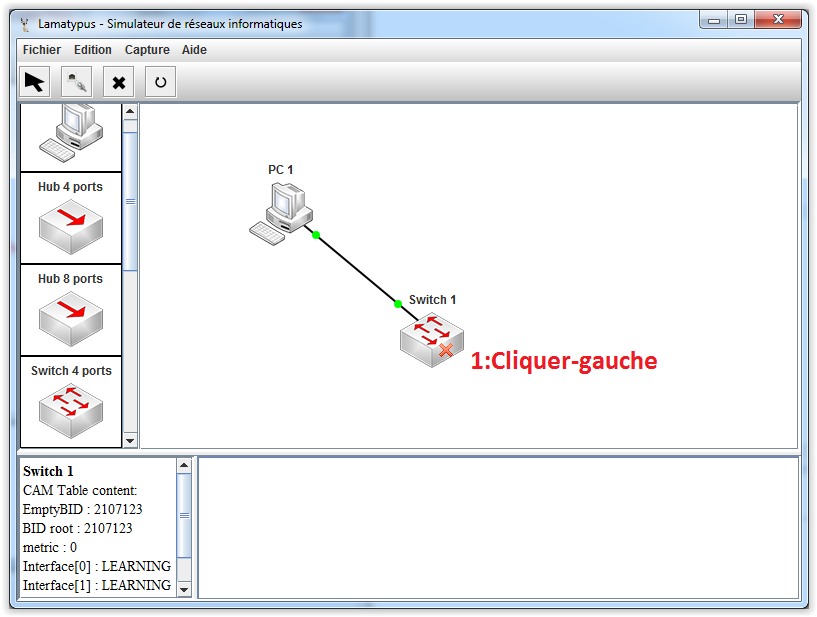 Lamatypus - Simulateur de réseaux informatiques
Fichier Edition Capture Aide
PC 1
Hub 4 ports
Hub 8 ports
Switch 1
1:Cliquer-gauche
Switch 4 ports
Switch 1
CAM Table content:
EmptyBID : 2107123
BID root : 2107123
metric : 0
Interface[0] : LEARNING
Interface[1] : LEARNING